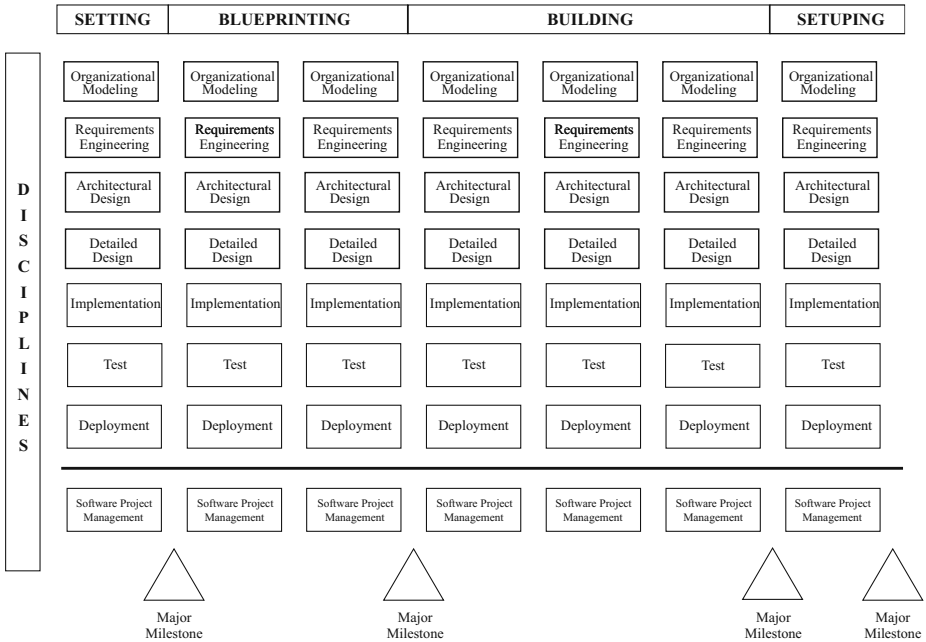 SETTING BLUEPRINTING BUILDING SETUPING
Organizational Organizational Organizational Organizational Organizational Organizational Organizational
Modeling Modeling Modeling Modeling Modeling Modeling Modeling
Requirements Requirements Requirements Requirements Requirements Requirements Requirements
Engineering Engineering Engineering Engineering Engineering Engineering Engineering
Architectural Architectural Architectural Architectural Architectural Architectural Architectural
Design Design Design Design Design Design Design
Detailed Detailed Detailed Detailed Detailed Detailed Detailed
Design Design Design Design Design Design Design
Implementation Implementation Implementation Implementation Implementation Implementation Implementation
Test Test Test Test Test Test Test
Deployment Deployment Deployment Deployment Deployment Deployment Deployment
Software Project Software Project Software Project Software Project Software Project Software Project Software Project
Management Management Management Management Management Management Management
Major Major Major Major
Milestone Milestone Milestone Milestone
DISCIPLINES